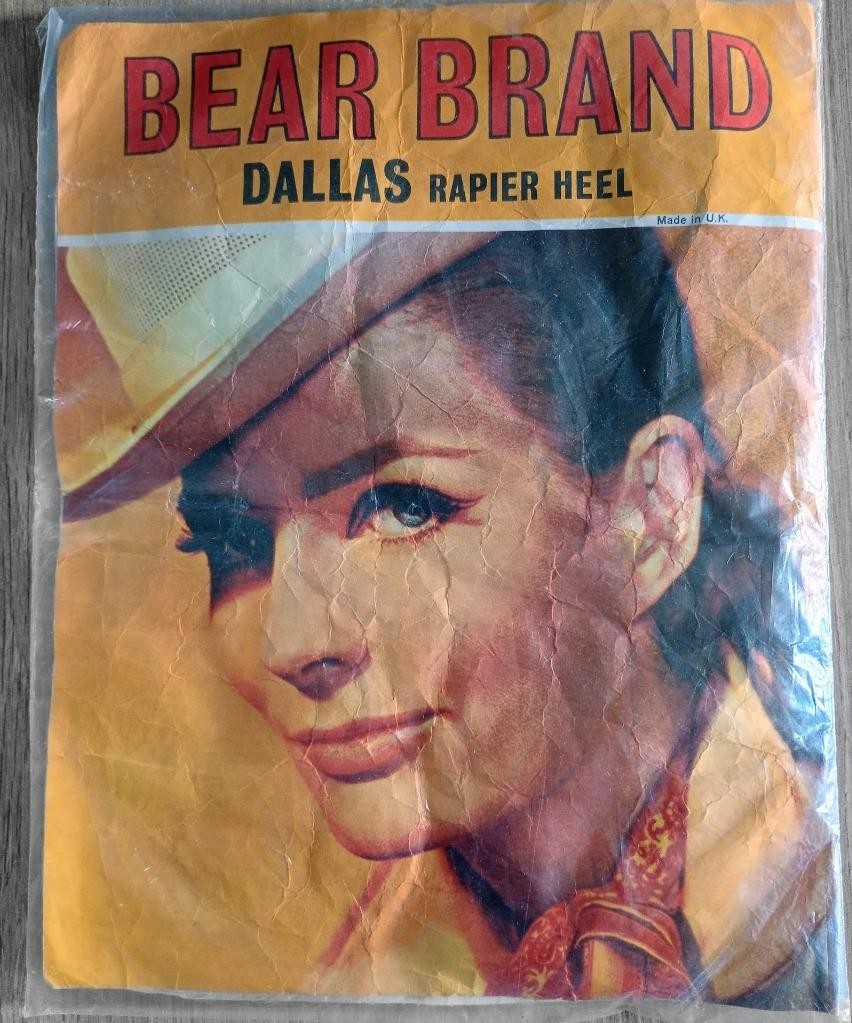 BEAR BRAND
DALLAS RAPIER HEEL
Made in U.K.